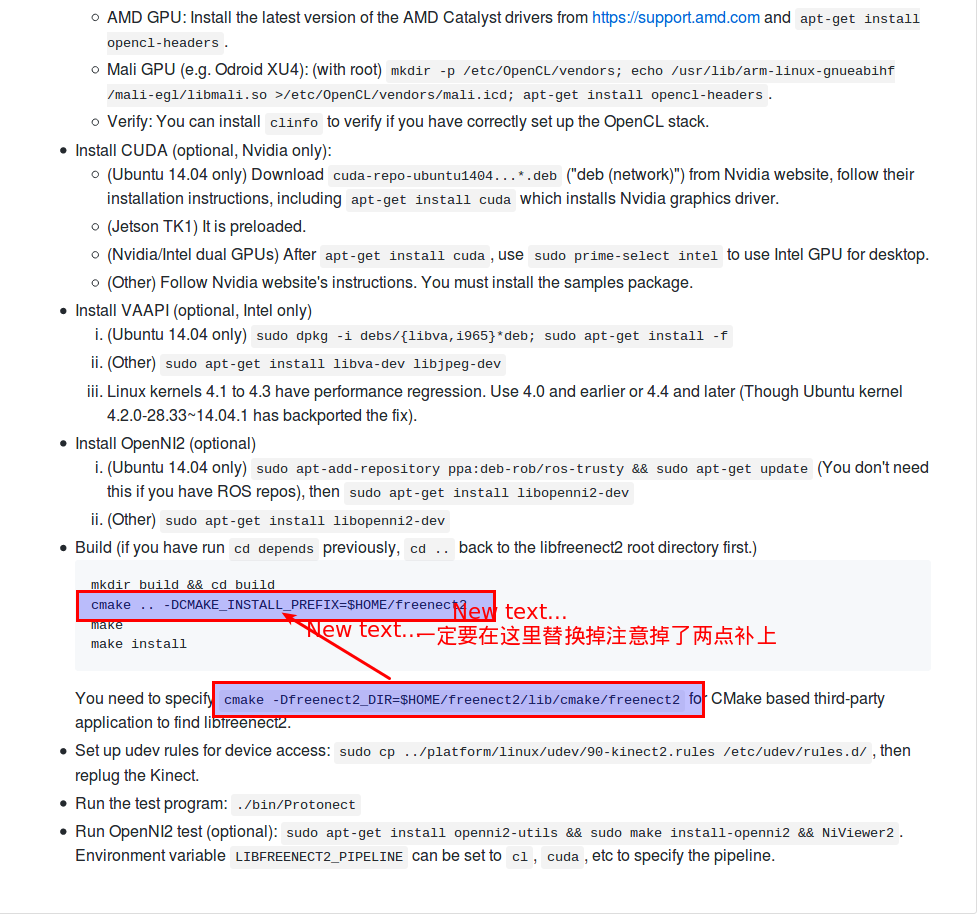 AMD GPU: Install the latest version of the AMD Catalyst drivers from https://support.amd.com and apt-get install
opencl-headers .
Mali GPU (e.g. Odroid XU4): (with root) mkdir -p /etc/OpenCL/vendors; echo /usr/lib/arm-linux-gnueabihf
/mali-egl/libmali.so >/etc/OpenCL/vendors/mali.icd; apt-get install opencl-headers .
Verify: You can install clinfo to verify if you have correctly set up the OpenCL stack.
Install CUDA (optional, Nvidia only):
(Ubuntu 14.04 only) Download cuda-repo-ubuntu1404...*.deb ("deb (network)") from Nvidia website, follow their
installation instructions, including apt-get install cuda which installs Nvidia graphics driver.
(Jetson TK1) It is preloaded.
(Nvidia/Intel dual GPUs) After apt-get install cuda , use sudo prime-select intel to use Intel GPU for desktop.
(Other) Follow Nvidia website's instructions. You must install the samples package.
Install VAAPI (optional, Intel only)
i. (Ubuntu 14.04 only) sudo dpkg -i debs/{libva,i965}*deb; sudo apt-get install -f
ii. (Other) sudo apt-get install libva-dev libjpeg-dev
iii. Linux kernels 4.1 to 4.3 have performance regression. Use 4.0 and earlier or 4.4 and later (Though Ubuntu kernel
4.2.0-28.33~14.04.1 has backported the fix).
Install OpenNI2 (optional)
i. (Ubuntu 14.04 only) sudo apt-add-repository ppa:deb-rob/ros-trusty && sudo apt-get update (You don't need
this if you have ROS repos), then sudo apt-get install libopenni2-dev
ii. (Other) sudo apt-get install libopenni2-dev
Build (if you have run cd depends previously, cd .. back to the libfreenect2 root directory first.)
mkdir build && cd build
cmake .. -DCMAKE_INSTALL_PREFIX=$HOME/freenect2
New text...
make
New text...
一定要在这里替换掉注意掉了两点补上
make install
You need to specify cmake -Dfreenect2_DIR=$HOME/freenect2/lib/cmake/freenect2 for CMake based third-party
application to find libfreenect2.
Set up udev rules for device access: sudo cp ../platform/linux/udev/90-kinect2.rules /etc/udev/rules.d/ , then
replug the Kinect.
Run the test program: ./bin/Protonect
Run OpenNI2 test (optional): sudo apt-get install openni2-utils && sudo make install-openni2 && NiViewer2 .
Environment variable LIBFREENECT2_PIPELINE can be set to cl , cuda , etc to specify the pipeline.